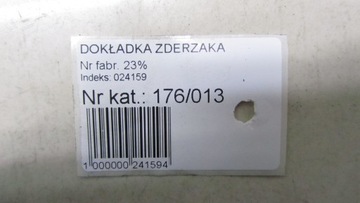 DOKŁADKA ZDERZAKA
Nr fabr. 23%
Indeks: 024159
Nr kat.: 176/013
1 000000 241594